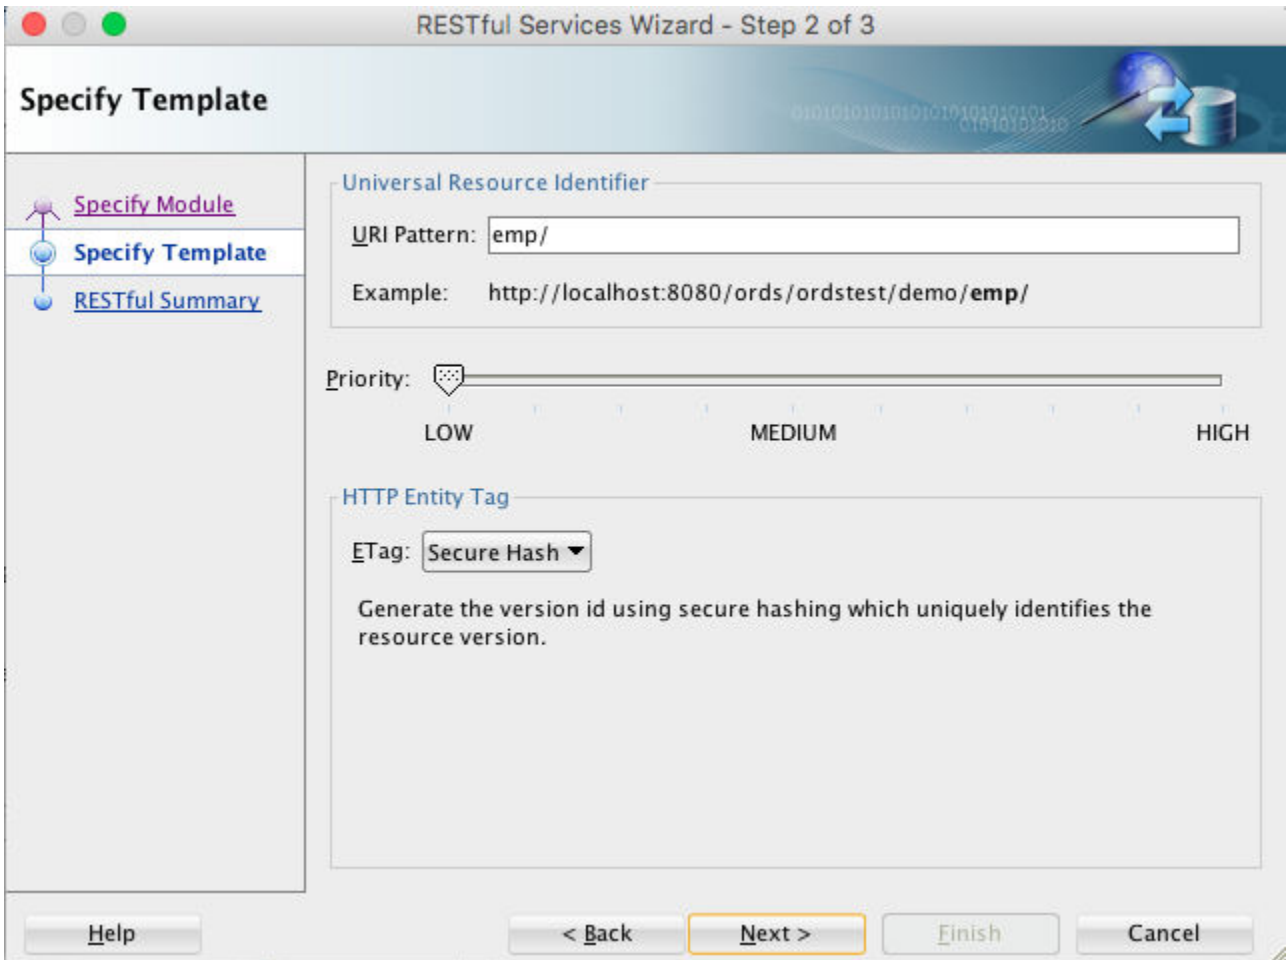 RESTful Services Wizard - Step 2 of 3
Specify Template
Specify Module
Specify Template
RESTful Summary
Universal Resource Identifier
URI Pattern: emp/
Example: http://localhost:8080/ords/ordstest/demo/emp/
Priority:
LOW MEDIUM HIGH
HTTP Entity Tag
ETag: Secure Hash
Generate the version id using secure hashing which uniquely identifies the
resource version.
Help < Back Next > Finish Cancel